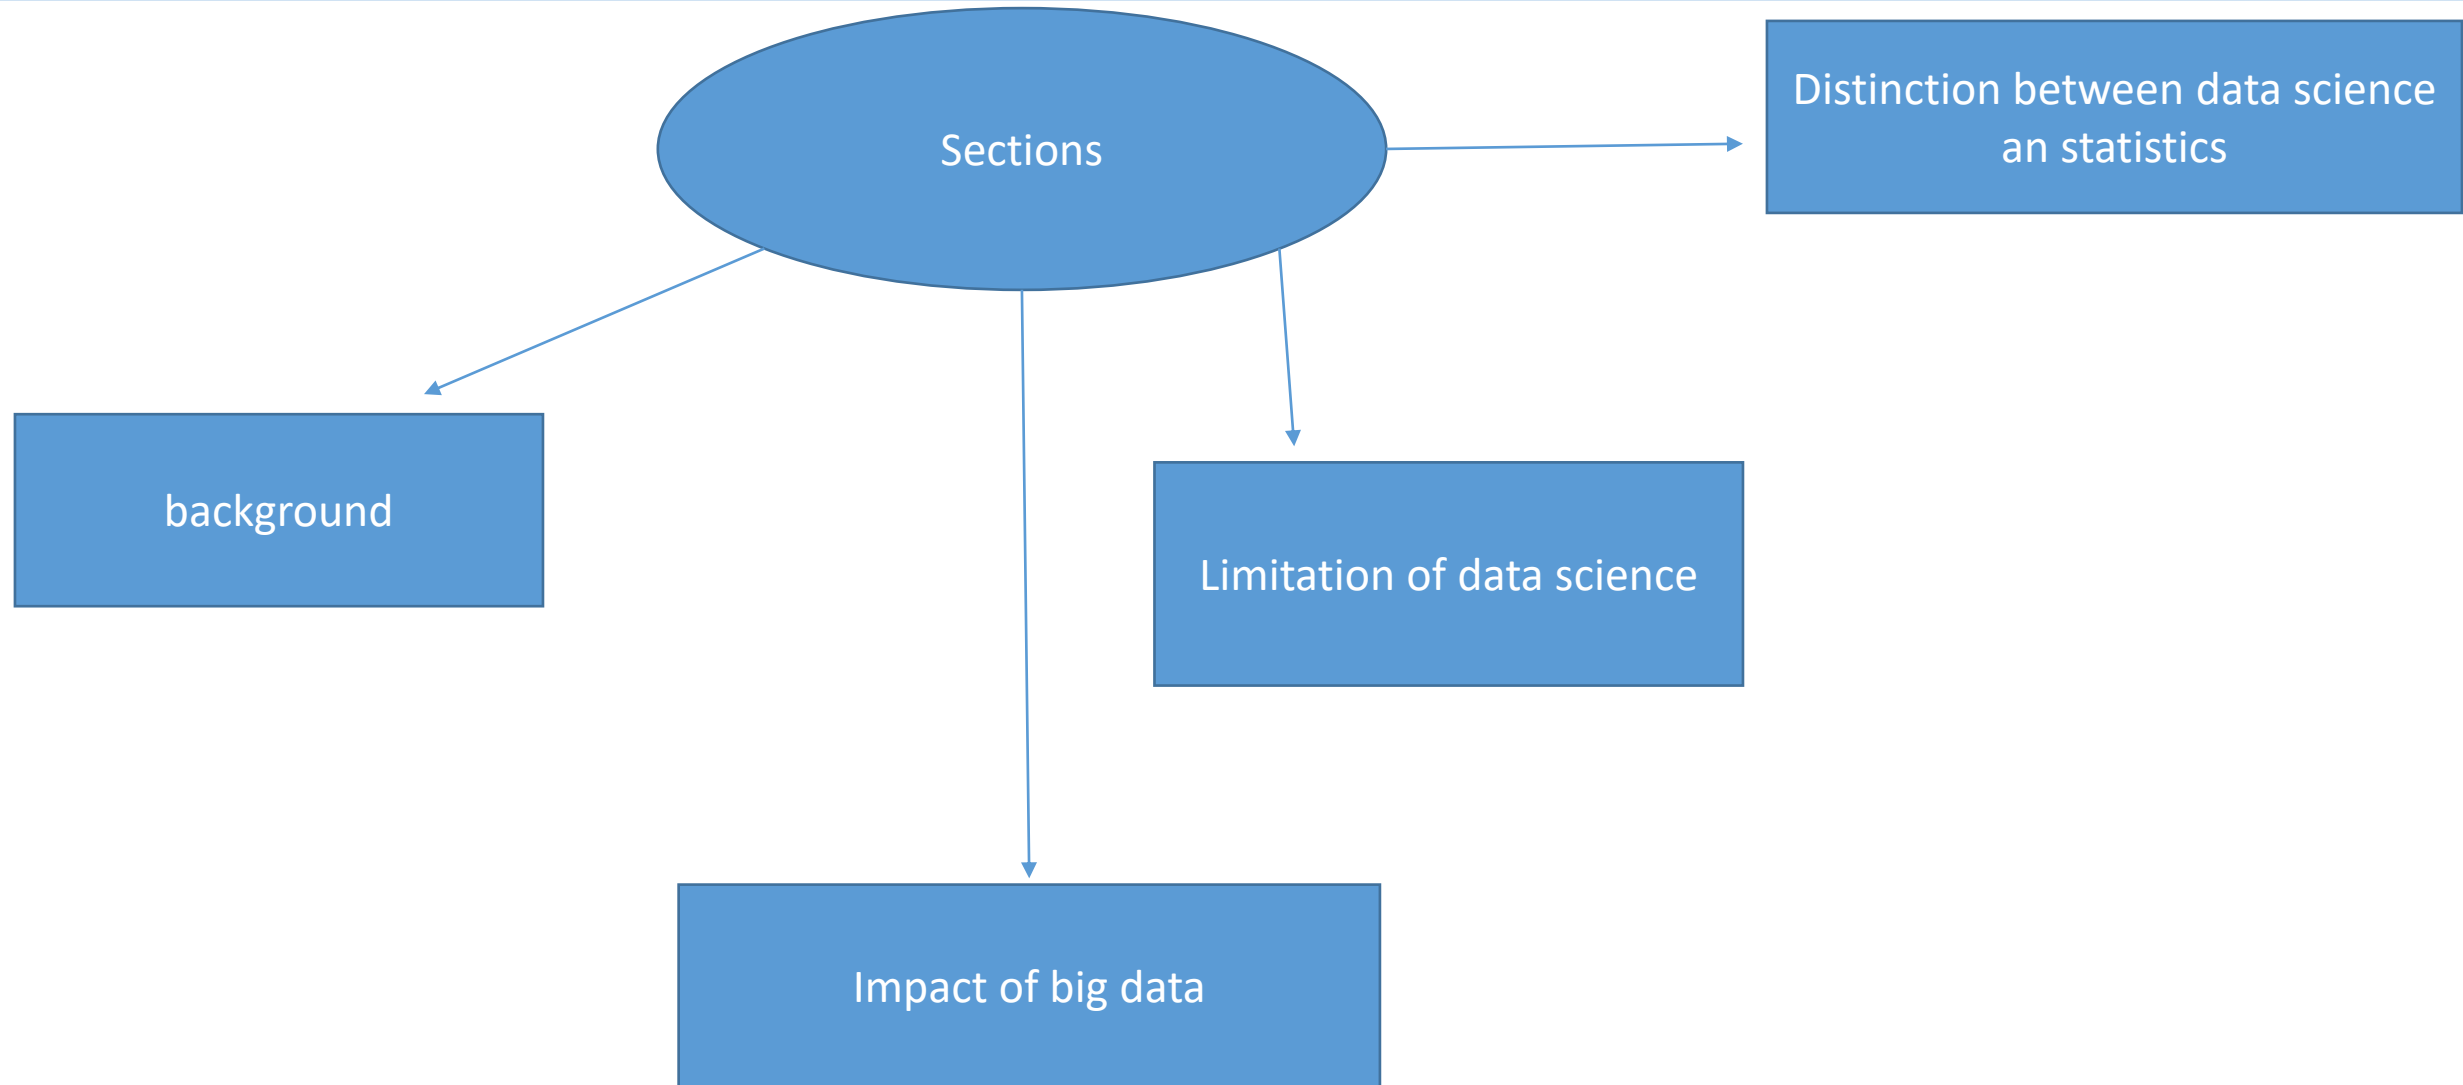 Sections
Distinction between data science
an statistics
background
Limitation of data science
Impact of big data